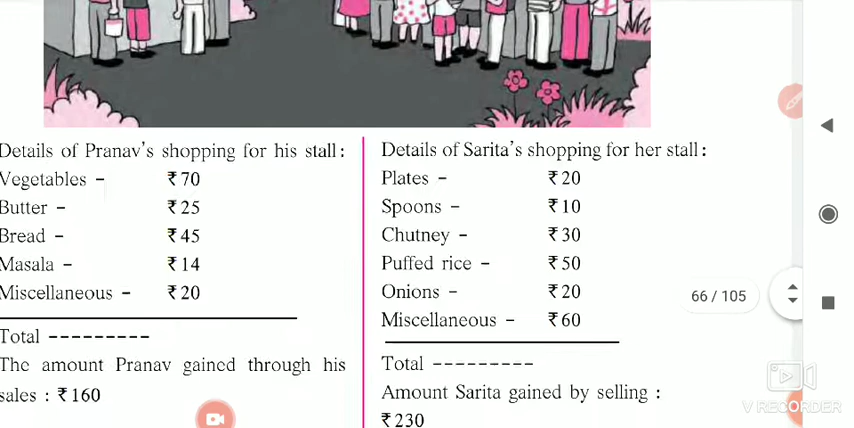 Details of Pranav's shopping for his stall :
Vegetables - ₹ 70
Butter - ₹ 25
Bread - ₹ 45
Masala - ₹ 14
Miscellaneous - ₹ 20
Total ---------
The amount Pranav gained through his
sales : ₹ 160
Details of Sarita's shopping for her stall :
Plates - ₹ 20
Spoons - ₹ 10
Chutney - ₹ 30
Puffed rice - ₹ 50
Onions - ₹ 20
Miscellaneous - ₹ 60
Total ---------
Amount Sarita gained by selling :
₹ 230
66 / 105
V RECORDER